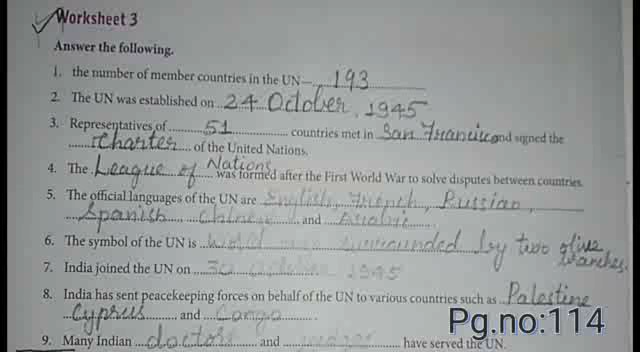 Worksheet 3
Answer the following.
1. the number of member countries in the UN— 193
2. The UN was established on 24 October, 1945
3. Representatives of 51 countries met in San Francisco and signed the
Charter of the United Nations.
4. The League of Nations was formed after the First World War to solve disputes between countries.
5. The official languages of the UN are English, French, Russian,
Spanish Chinese and Arabic.
6. The symbol of the UN is World map surrounded by two olive branches.
7. India joined the UN on 30 October 1945
8. India has sent peacekeeping forces on behalf of the UN to various countries such as Palestine
Cyprus and Congo.
9. Many Indian doctors and judges have served the UN.
Pg.no:114